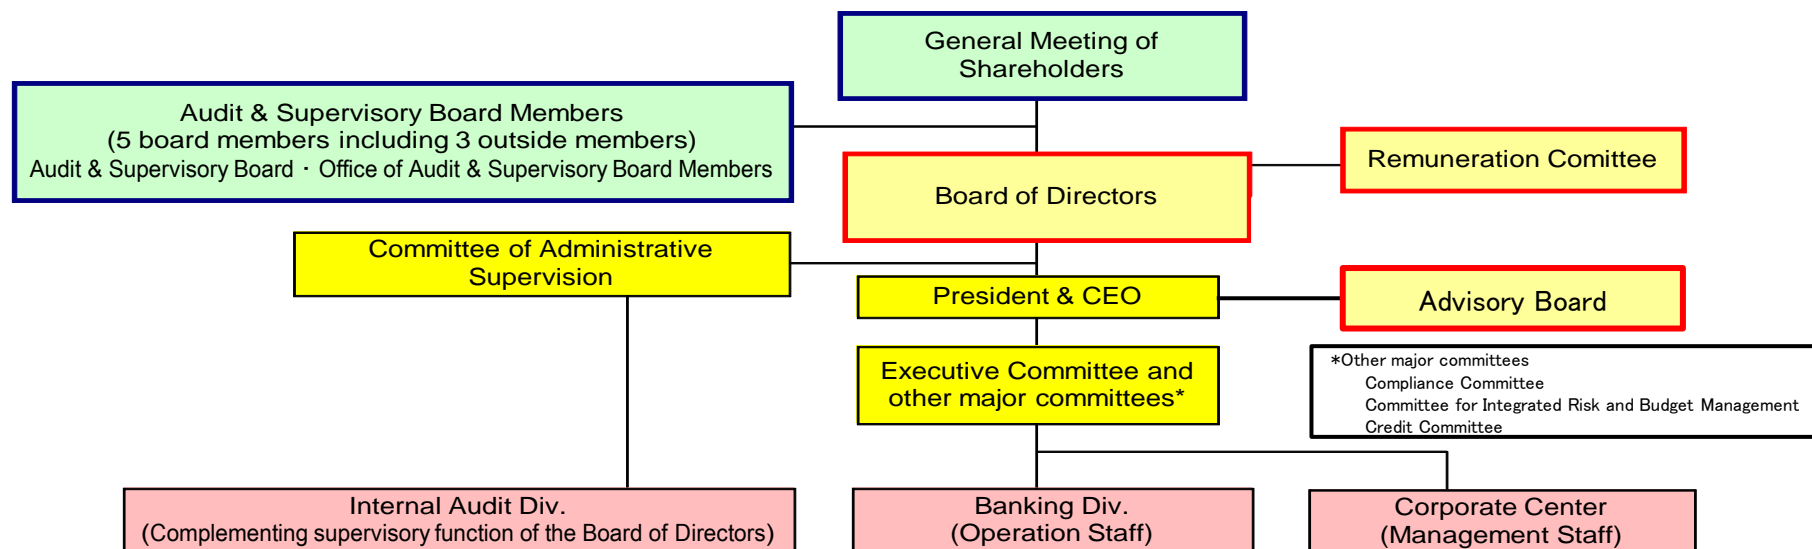 General Meeting of
Shareholders
Audit & Supervisory Board Members
(5 board members including 3 outside members)
Audit & Supervisory Board・Office of Audit & Supervisory Board Members
Remuneration Comittee
Board of Directors
Committee of Administrative
Supervision
President & CEO
Advisory Board
Executive Committee and
other major committees*
*Other major committees
Compliance Committee
Committee for Integrated Risk and Budget Management
Credit Committee
Internal Audit Div.
(Complementing supervisory function of the Board of Directors)
Banking Div.
(Operation Staff)
Corporate Center
(Management Staff)